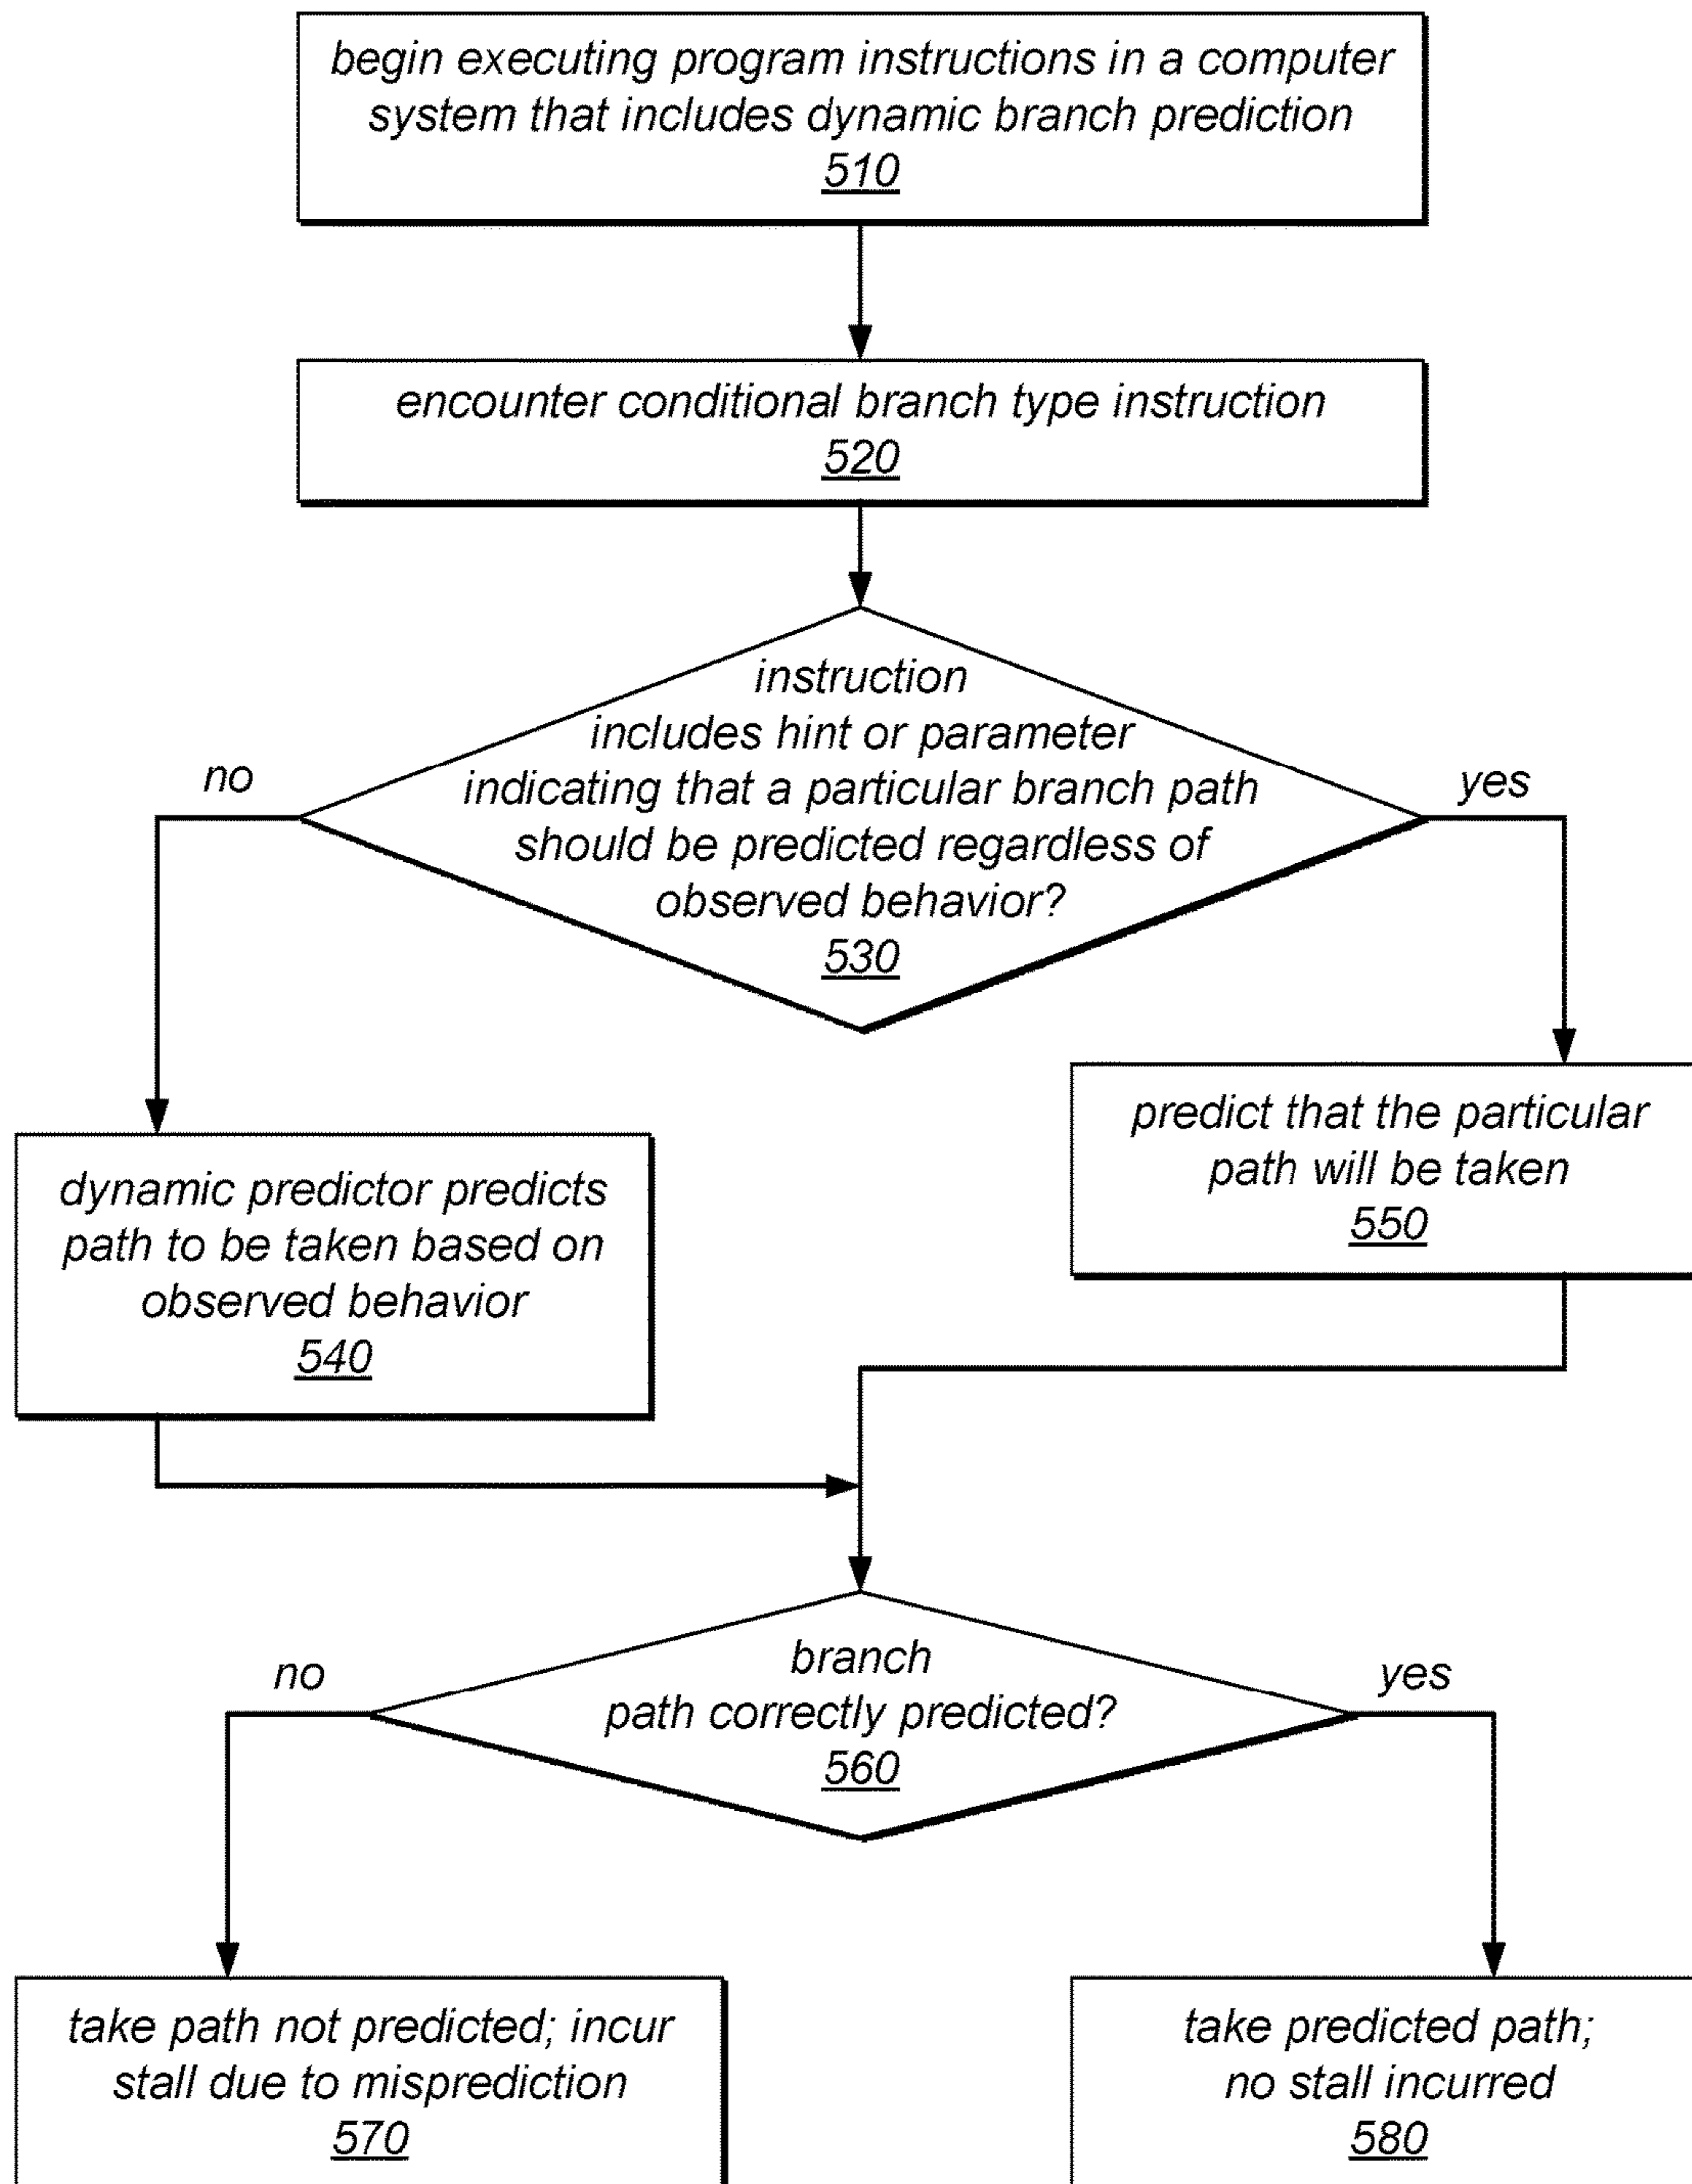 begin executing program instructions in a computer
system that includes dynamic branch prediction
510
encounter conditional branch type instruction
520
instruction
includes hint or parameter
indicating that a particular branch path
should be predicted regardless of
observed behavior?
530
no
yes
dynamic predictor predicts
path to be taken based on
observed behavior
540
predict that the particular
path will be taken
550
branch
path correctly predicted?
560
no
yes
take path not predicted; incur
stall due to misprediction
570
take predicted path;
no stall incurred
580